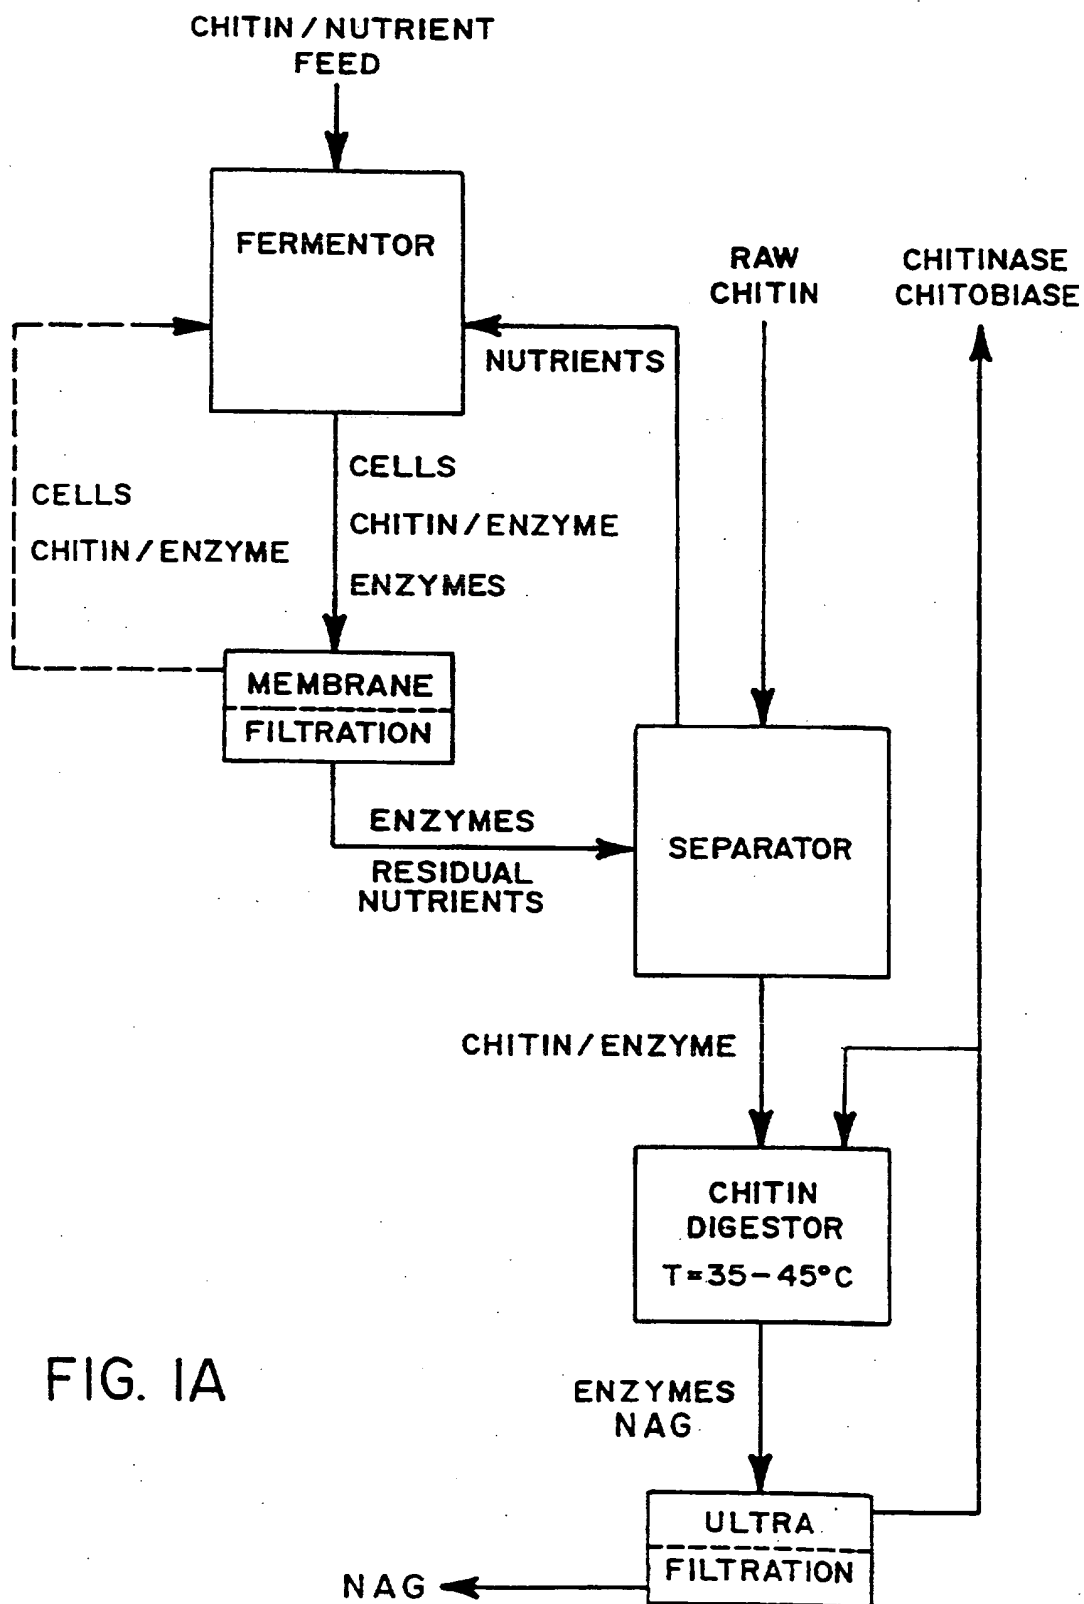 CHITIN/NUTRIENT
FEED
FERMENTOR
RAW
CHITIN
CHITINASE
CHITOBIASE
NUTRIENTS
CELLS
CHITIN/ENZYME
ENZYMES
CELLS
CHITIN/ENZYME
MEMBRANE
FILTRATION
ENZYMES
RESIDUAL
NUTRIENTS
SEPARATOR
CHITIN/ENZYME
CHITIN
DIGESTOR
T=35-45°C
FIG. 1A
ENZYMES
NAG
ULTRA
FILTRATION
NAG